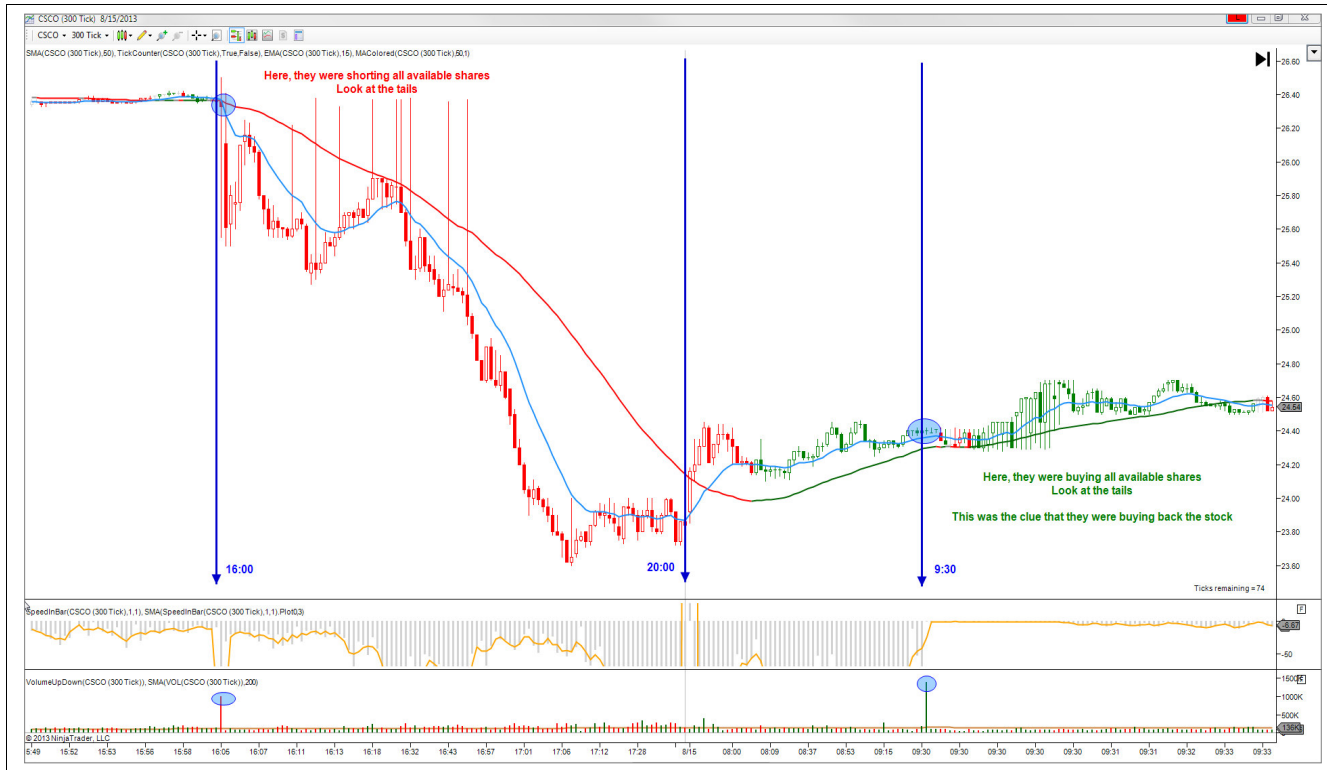 CSCO (300 Tick) 8/15/2013
CSCO 300 Tick
SMA(CSCO (300 Tick),50), TickCounter(CSCO (300 Tick),True,False), EMA(CSCO (300 Tick),15), MAColored(CSCO (300 Tick),50,1)
Here, they were shorting all available shares
Look at the tails
26.60
26.40
26.20
26.00
25.80
25.60
25.40
25.20
25.00
24.80
24.60
24.54
24.40
24.20
24.00
23.80
23.60
Here, they were buying all available shares
Look at the tails
This was the clue that they were buying back the stock
16:00
20:00
9:30
Ticks remaining = 74
SpeedInBar(CSCO (300 Tick),1,1), SMA(SpeedInBar(CSCO (300 Tick),1,1).Plot0,3)
F
-50
VolumeUpDown(CSCO (300 Tick)), SMA(VOL(CSCO (300 Tick)),200)
F
1000K
500K
© 2013 NinjaTrader, LLC
5:49 15:52 15:53 15:56 15:58 16:05 16:07 16:11 16:13 16:18 16:32 16:43 16:57 17:01 17:06 17:12 17:28 8/15 08:00 08:09 08:37 08:53 09:15 09:30 09:30 09:30 09:30 09:31 09:31 09:32 09:33 09:33